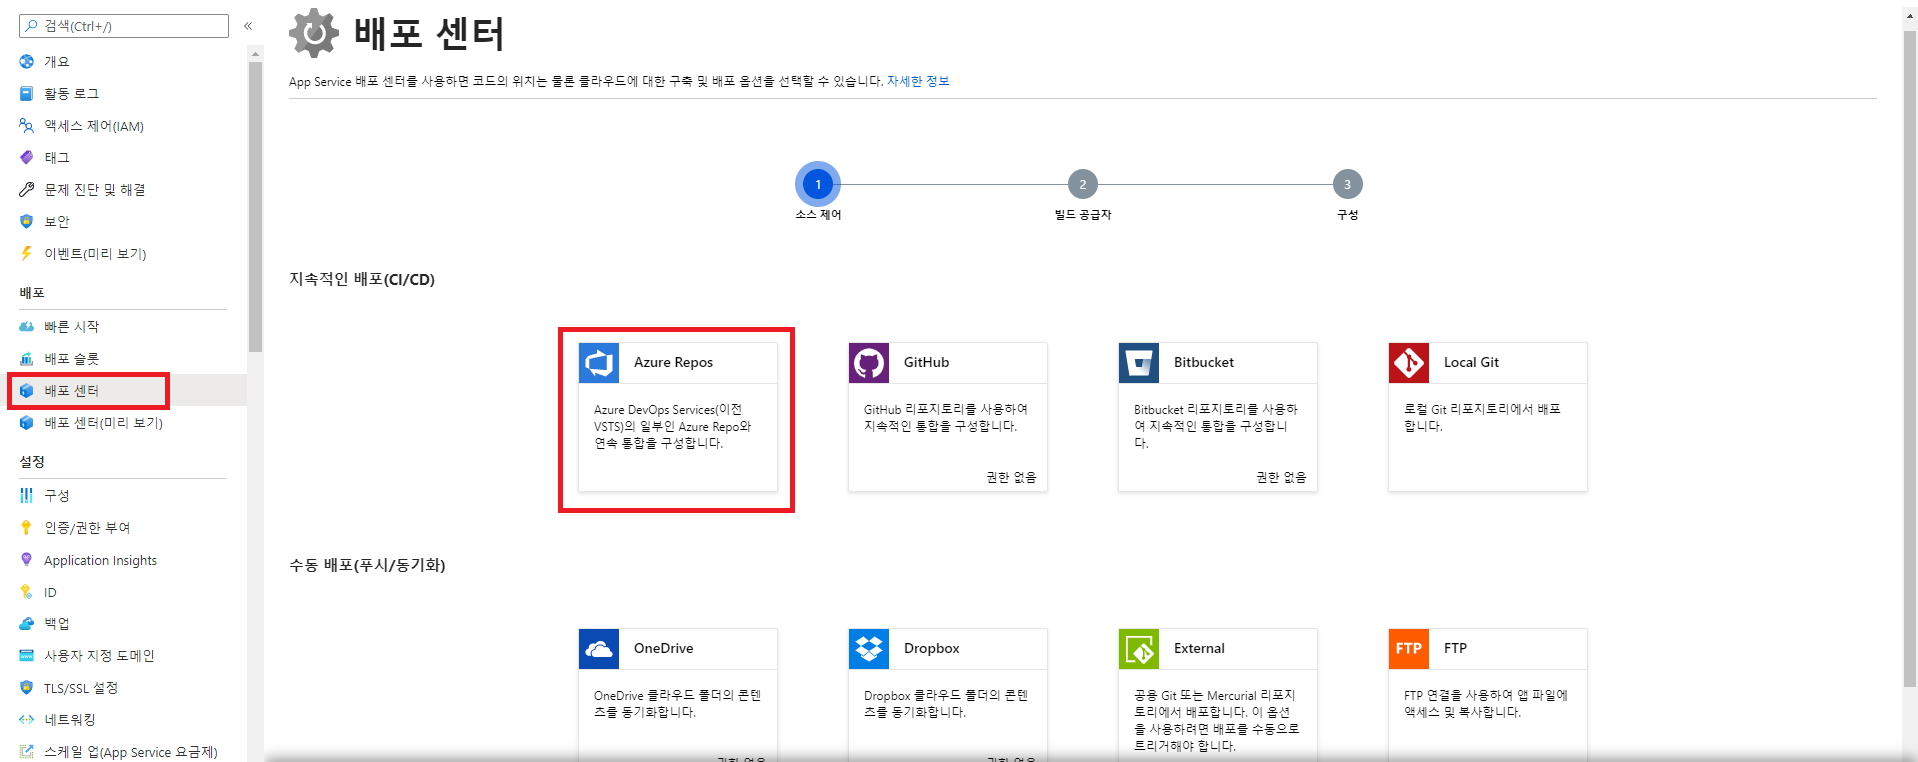 검색(Ctrl+/)
«
개요
활동 로그
액세스 제어(IAM)
태그
문제 진단 및 해결
보안
이벤트(미리 보기)
배포
빠른 시작
배포 슬롯
배포 센터
배포 센터(미리 보기)
설정
구성
인증/권한 부여
Application Insights
ID
백업
사용자 지정 도메인
TLS/SSL 설정
네트워킹
스케일 업(App Service 요금제)
배포 센터
App Service 배포 센터를 사용하면 코드의 위치는 물론 클라우드에 대한 구축 및 배포 옵션을 선택할 수 있습니다. 자세한 정보
1
소스 제어
2
빌드 공급자
3
구성
지속적인 배포(CI/CD)
Azure Repos
Azure DevOps Services(이전
VSTS)의 일부인 Azure Repo와
연속 통합을 구성합니다.
GitHub
GitHub 리포지토리를 사용하여
지속적인 통합을 구성합니다.
권한 없음
Bitbucket
Bitbucket 리포지토리를 사용하
여 지속적인 통합을 구성합니
다.
권한 없음
Local Git
로컬 Git 리포지토리에서 배포
합니다.
수동 배포(푸시/동기화)
OneDrive
OneDrive 클라우드 폴더의 콘텐
츠를 동기화합니다.
권한 없음
Dropbox
Dropbox 클라우드 폴더의 콘텐
츠를 동기화합니다.
권한 없음
External
공용 Git 또는 Mercurial 리포지
토리에서 배포합니다. 이 옵션
을 사용하려면 배포를 수동으로
트리거해야 합니다.
FTP
FTP
FTP 연결을 사용하여 앱 파일에
액세스 및 복사합니다.